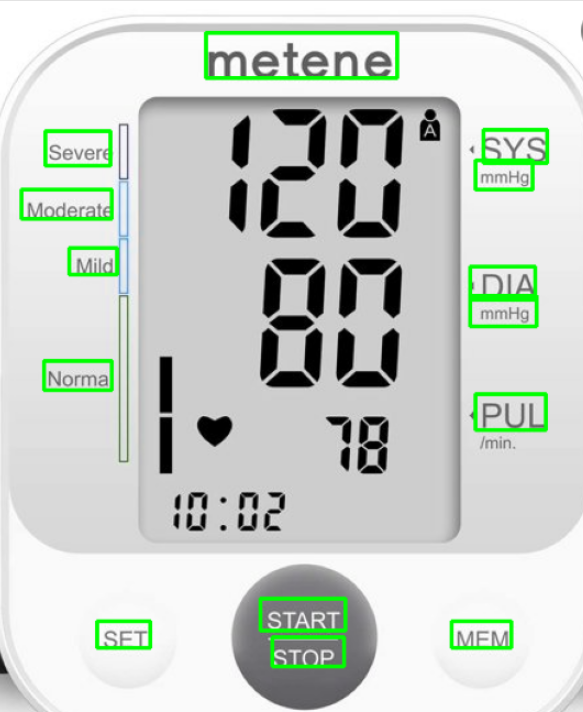 metene
120
A
SYS
mmHg
Severe
Moderate
Mild
80
DIA
mmHg
Normal
78
PUL
/min.
10:02
SET
START
STOP
MEM